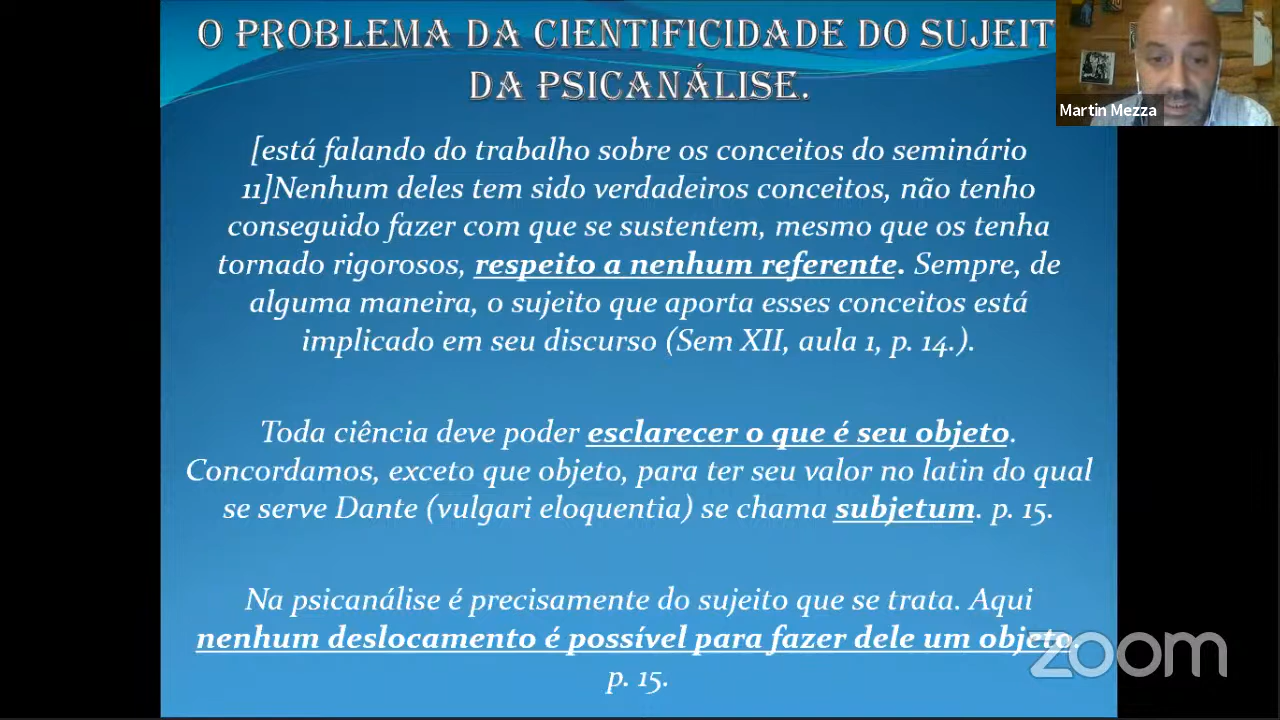 O PROBLEMA DA CIENTIFICIDADE DO SUJEIT
DA PSICANÁLISE.
Martin Mezza
[está falando do trabalho sobre os conceitos do seminário
11]Nenhum deles tem sido verdadeiros conceitos, não tenho
conseguido fazer com que se sustentem, mesmo que os tenha
tornado rigorosos, respeito a nenhum referente. Sempre, de
alguma maneira, o sujeito que aporta esses conceitos está
implicado em seu discurso (Sem XII, aula 1, p. 14.).
Toda ciência deve poder esclarecer o que é seu objeto.
Concordamos, exceto que objeto, para ter seu valor no latin do qual
se serve Dante (vulgari eloquentia) se chama subjetum. p. 15.
Na psicanálise é precisamente do sujeito que se trata. Aqui
nenhum deslocamento é possível para fazer dele um objeto.
p. 15.
zoom